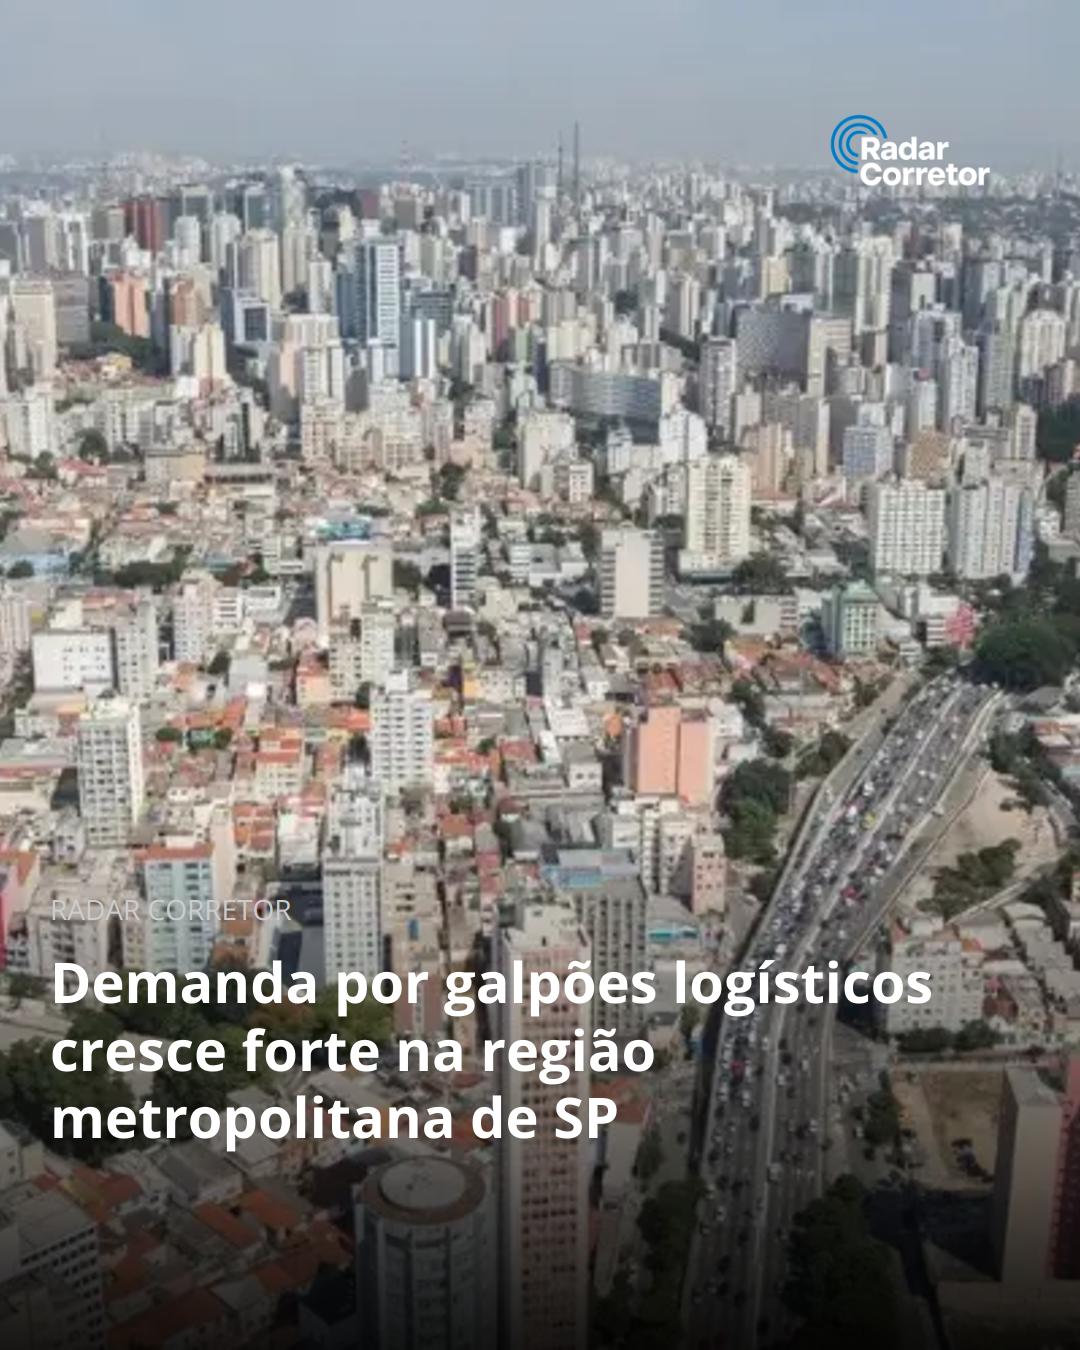 Radar
Corretor
RADAR CORRETOR
Demanda por galpões logísticos
cresce forte na região
metropolitana de SP